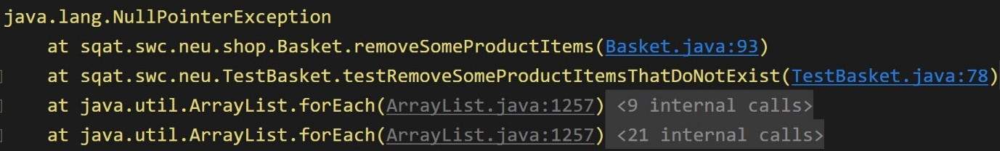 java.lang.NullPointerException
at sqat.swc.neu.shop.Basket.removeSomeProductItems(Basket.java:93)
at sqat.swc.neu.TestBasket.testRemoveSomeProductItemsThatDoNotExist(TestBasket.java:78)
at java.util.ArrayList.forEach(ArrayList.java:1257) <9 internal calls>
at java.util.ArrayList.forEach(ArrayList.java:1257) <21 internal calls>